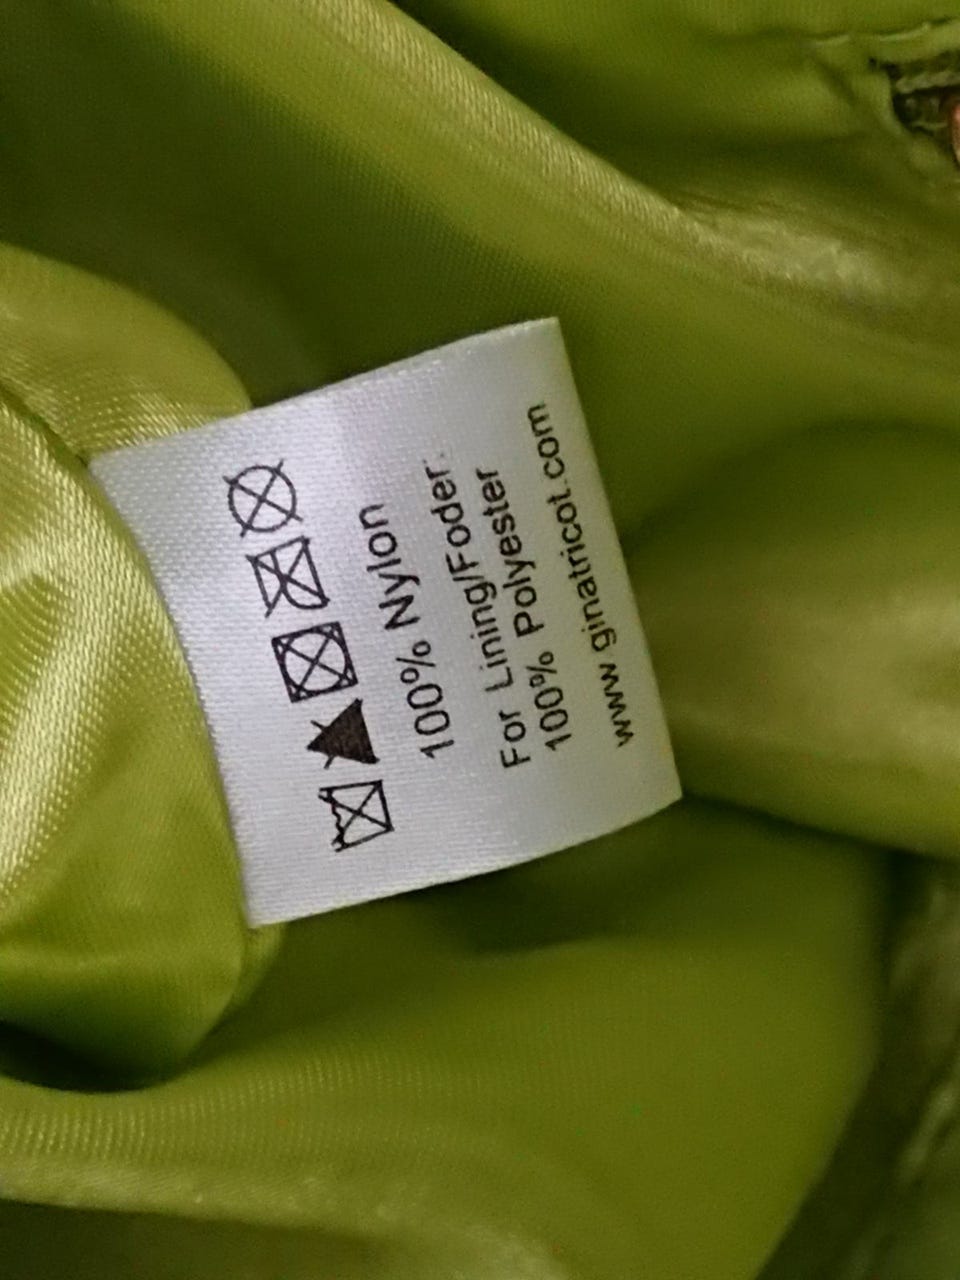 100% Nylon
For Lining/Foder:
100% Polyester
www.ginatricot.com